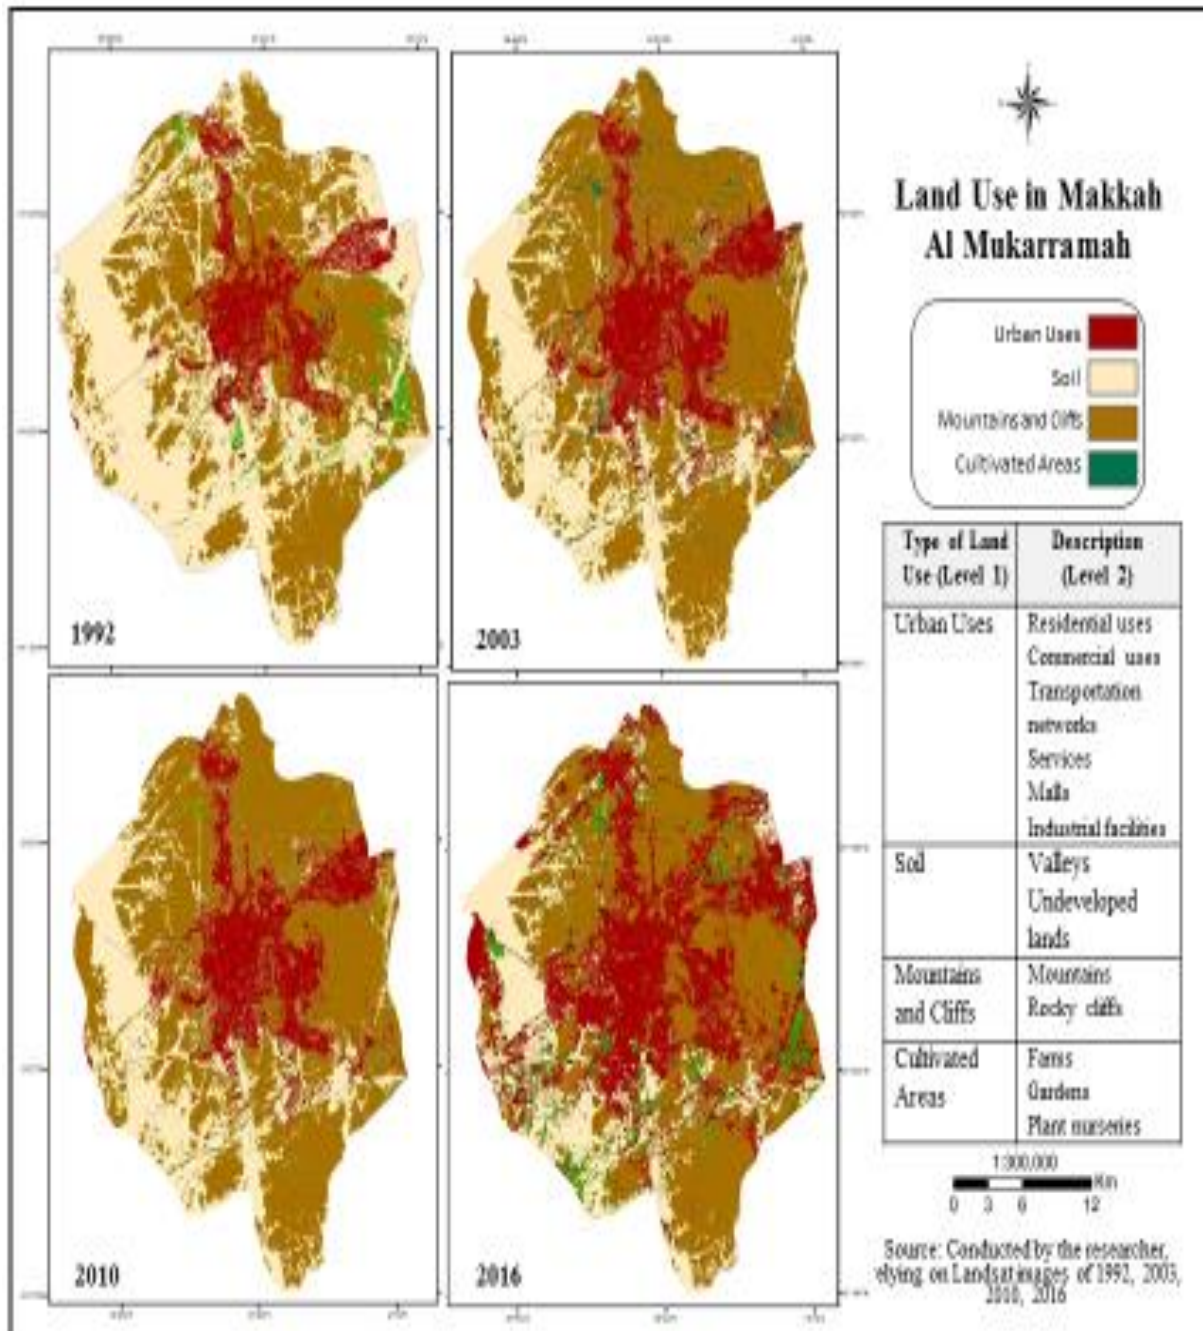 Land Use in Makkah
Al Mukarramah
Urban Uses
Soil
Mountains and Cliffs
Cultivated Areas
1992
2003
2010
2016
Type of Land
Use (Level 1)
Description
(Level 2)
Urban Uses
Residential uses
Commercial uses
Transportation
networks
Services
Malls
Industrial facilities
Soil
Valleys
Undeveloped
lands
Mountains
and Cliffs
Mountains
Rocky cliffs
Cultivated
Areas
Farms
Gardens
Plant nurseries
1:300,000
Km
0 3 6 12
Source: Conducted by the researcher,
relying on Landsat images of 1992, 2003,
2010, 2016